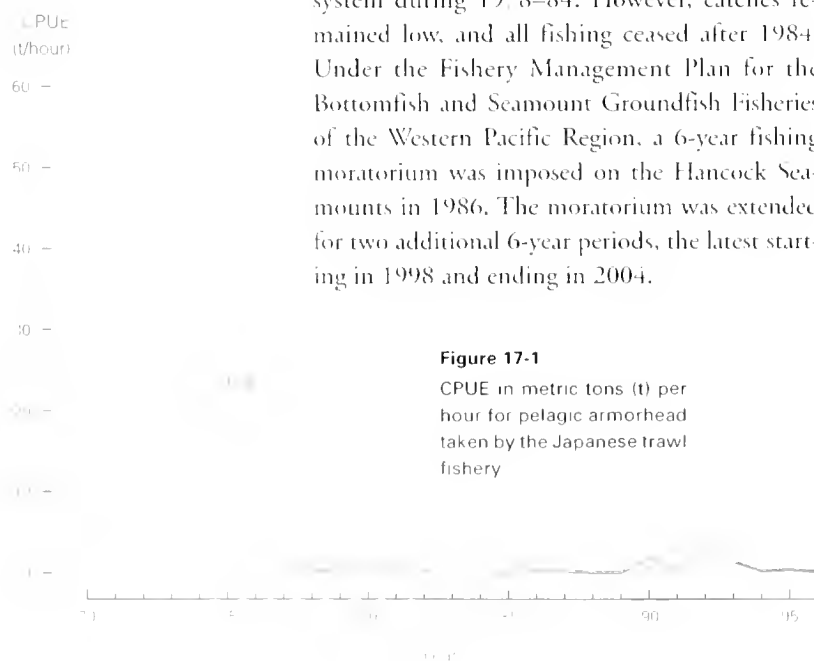 system during 19 8–84. However, catches re-
mained low, and all fishing ceased after 1984
Under the Fishery Management Plan for the
Bottomfish and Seamount Groundfish Fisheries
of the Western Pacific Region, a 6-year fishing
moratorium was imposed on the Hancock Sea-
mounts in 1986. The moratorium was extended
for two additional 6-year periods, the latest start-
ing in 1998 and ending in 2004.
CPUE
(t/hour)
60
50
40
Figure 17-1
CPUE in metric tons (t) per
hour for pelagic armorhead
taken by the Japanese trawl
fishery
90 95